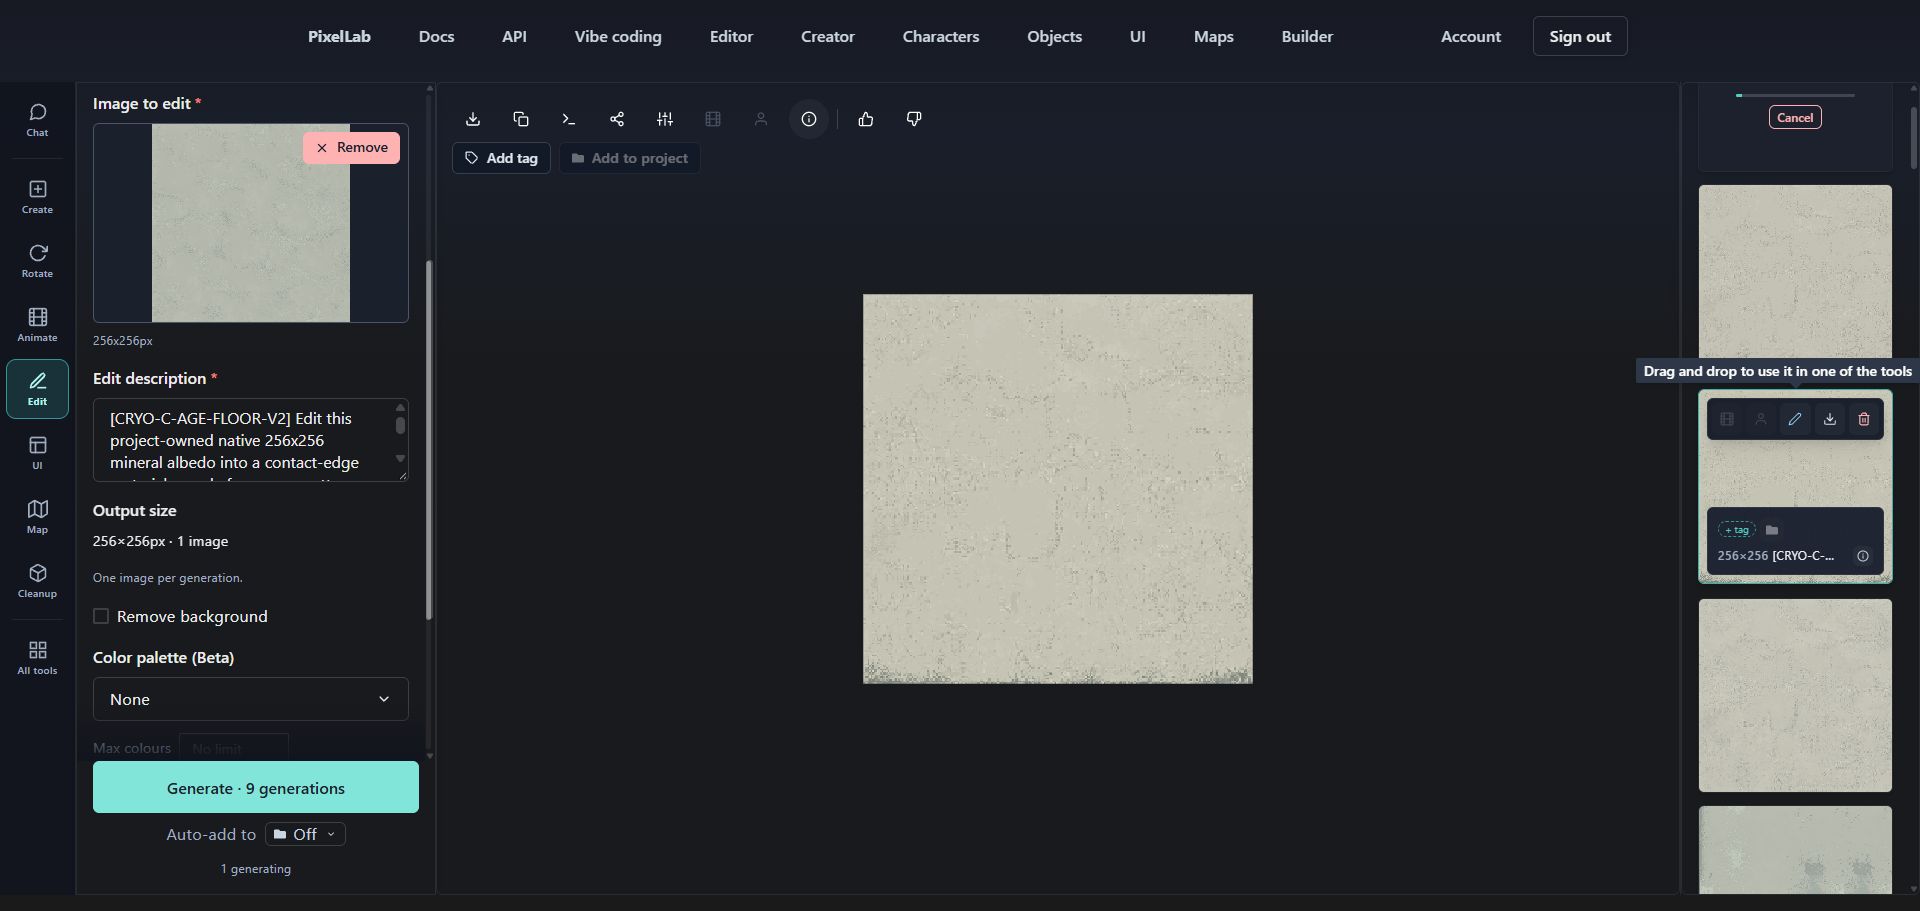 PixelLab
Docs
API
Vibe coding
Editor
Creator
Characters
Objects
UI
Maps
Builder
Account
Sign out
Chat
Create
Rotate
Animate
Edit
UI
Map
Cleanup
All tools
Image to edit *
Remove
256x256px
Edit description *
[CRYO-C-AGE-FLOOR-V2] Edit this
project-owned native 256x256
mineral albedo into a contact-edge
Output size
256×256px · 1 image
One image per generation.
Remove background
Color palette (Beta)
None
Max colours No limit
Generate · 9 generations
Auto-add to Off
1 generating
Add tag
Add to project
Cancel
Drag and drop to use it in one of the tools
+ tag
256×256 [CRYO-C-...